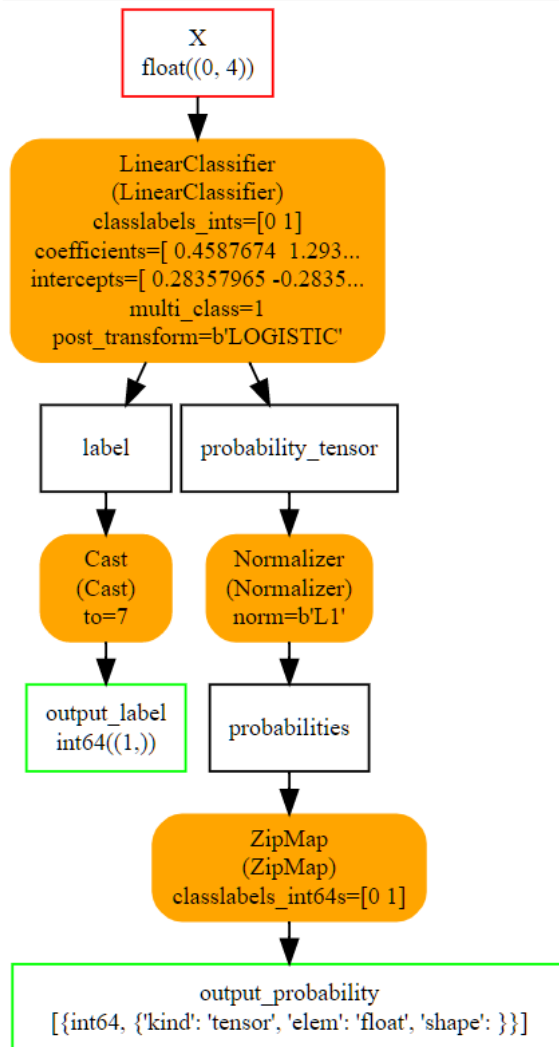 X
float((0, 4))
LinearClassifier
(LinearClassifier)
classlabels_ints=[0 1]
coefficients=[ 0.4587674  1.293...
intercepts=[ 0.28357965 -0.2835...
multi_class=1
post_transform=b'LOGISTIC'
label
probability_tensor
Cast
(Cast)
to=7
Normalizer
(Normalizer)
norm=b'L1'
output_label
int64((1,))
probabilities
ZipMap
(ZipMap)
classlabels_int64s=[0 1]
output_probability
[{int64, {'kind': 'tensor', 'elem': 'float', 'shape': }}]